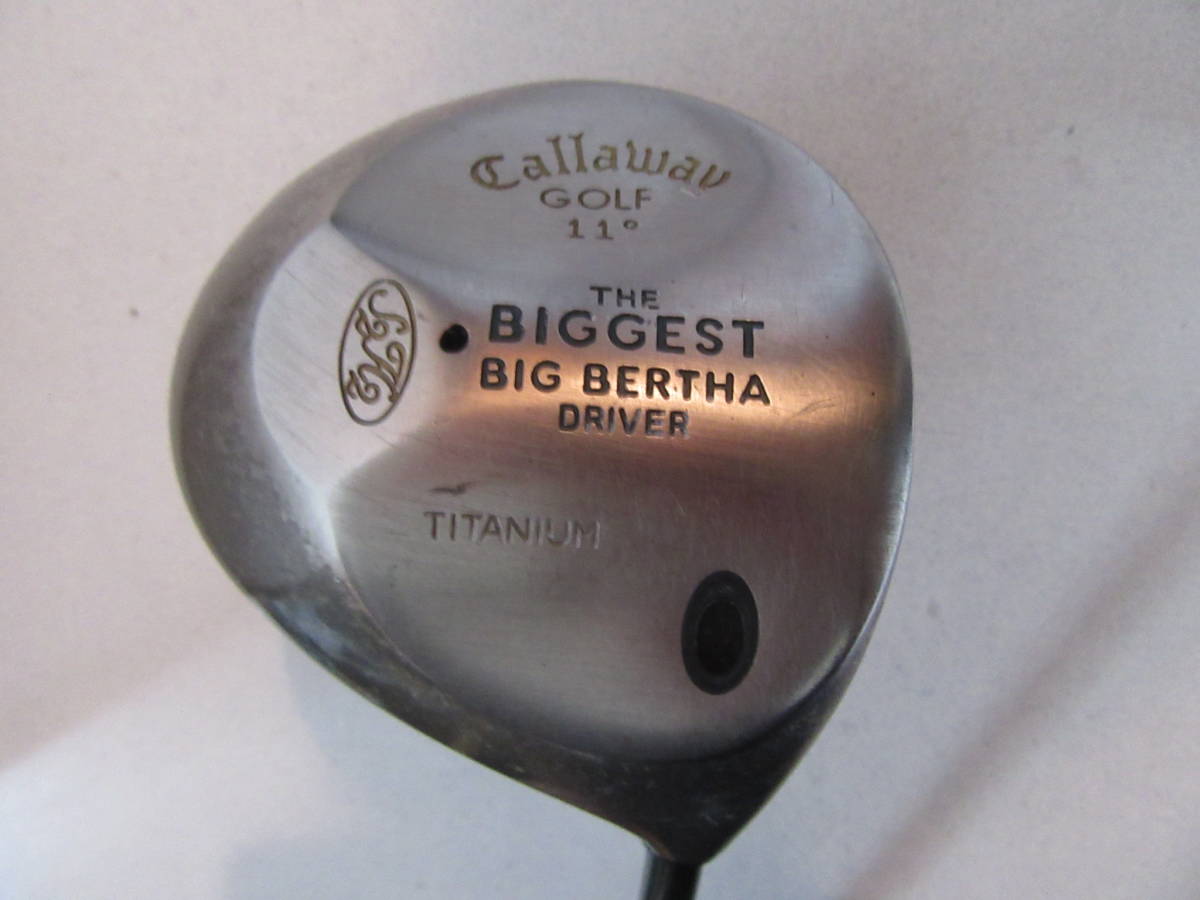 Callaway
GOLF
11°
THE
BIGGEST
BIG BERTHA
DRIVER
TITANIUM